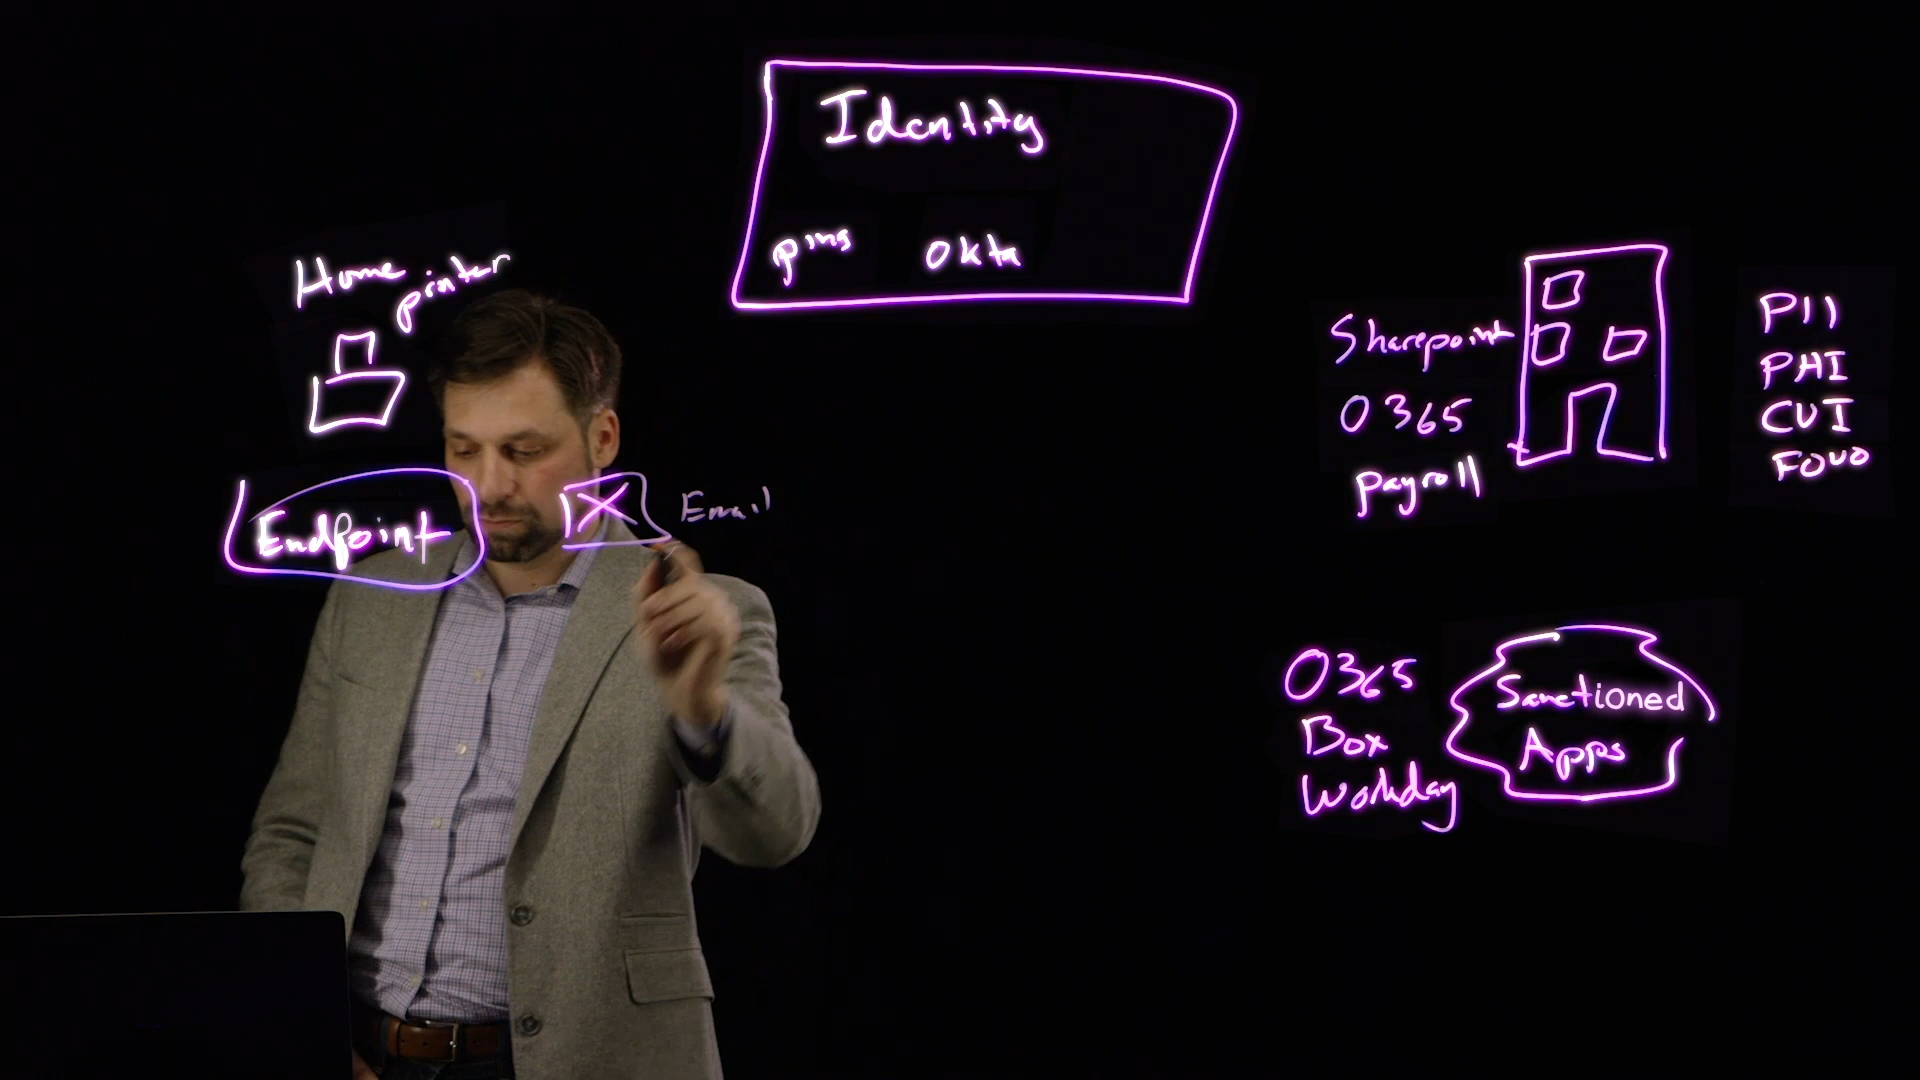 Identity
ping okta
Home printer
Endpoint
Email
Sharepoint
O365
payroll
PII
PHI
CUI
FOUO
O365
Box
Workday
Sanctioned
Apps